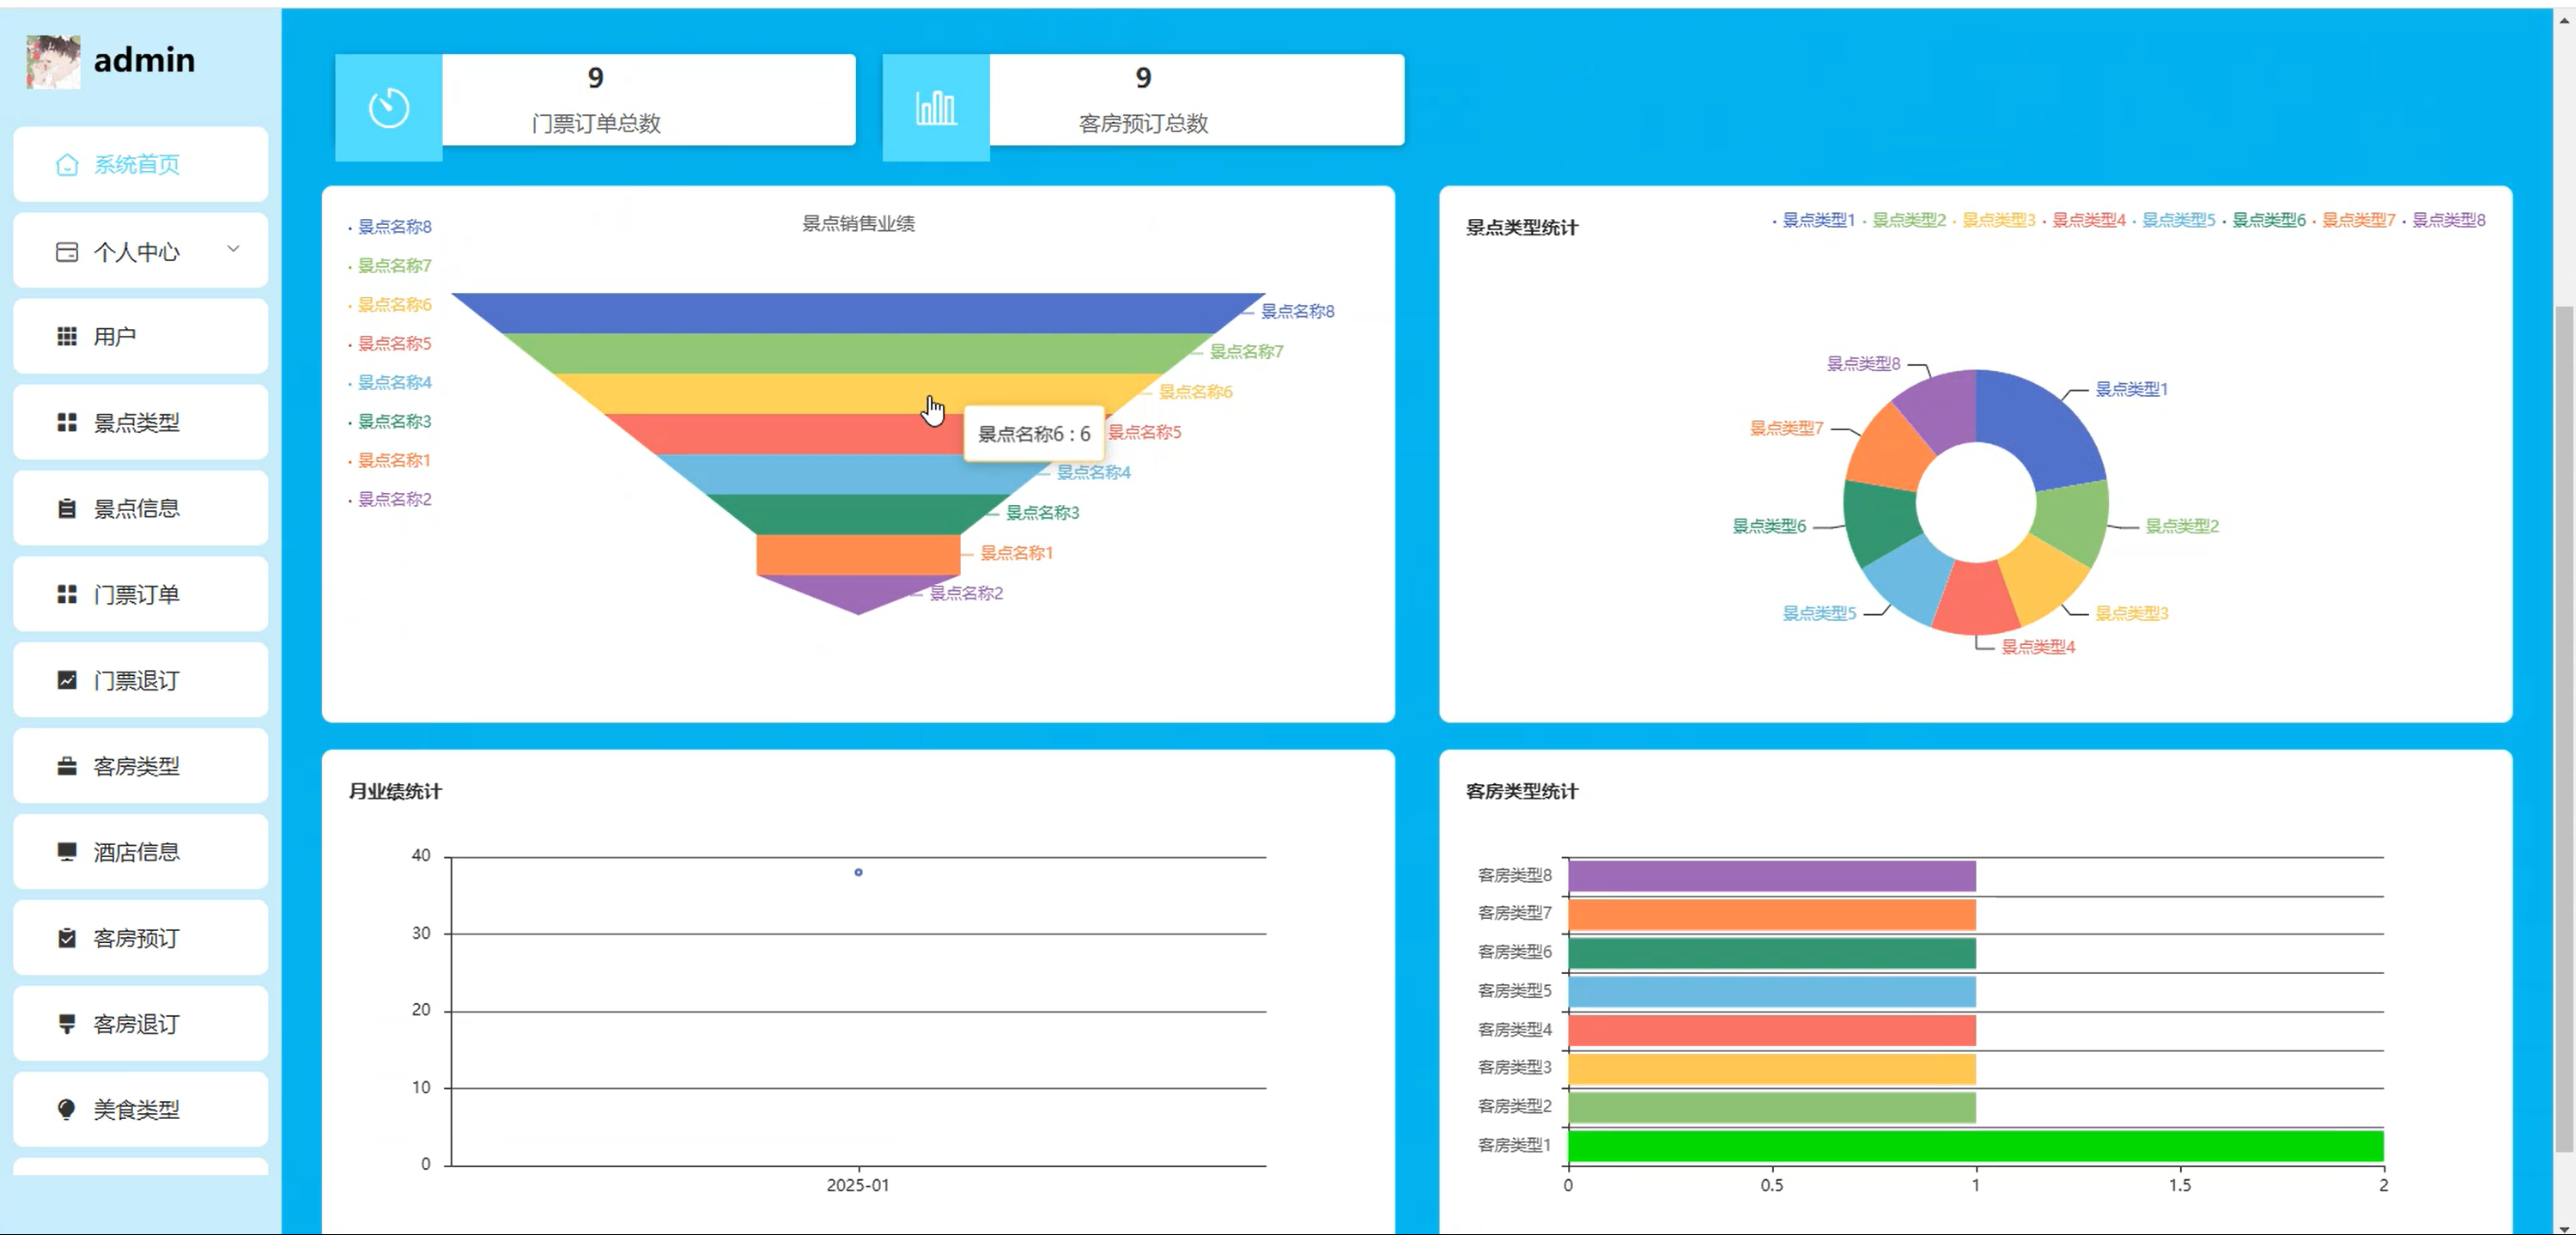 admin
系统首页
个人中心
用户
景点类型
景点信息
门票订单
门票退订
客房类型
酒店信息
客房预订
客房退订
美食类型
9
门票订单总数
9
客房预订总数
景点销售业绩
景点名称8
景点名称7
景点名称6
景点名称5
景点名称4
景点名称3
景点名称1
景点名称2
景点名称8
景点名称7
景点名称6
景点名称6 : 6
景点名称5
景点名称4
景点名称3
景点名称1
景点名称2
景点类型统计
景点类型1 景点类型2 景点类型3 景点类型4 景点类型5 景点类型6 景点类型7 景点类型8
景点类型8
景点类型1
景点类型7
景点类型6
景点类型2
景点类型5
景点类型3
景点类型4
月业绩统计
40
30
20
10
0
2025-01
客房类型统计
客房类型8
客房类型7
客房类型6
客房类型5
客房类型4
客房类型3
客房类型2
客房类型1
0 0.5 1 1.5 2